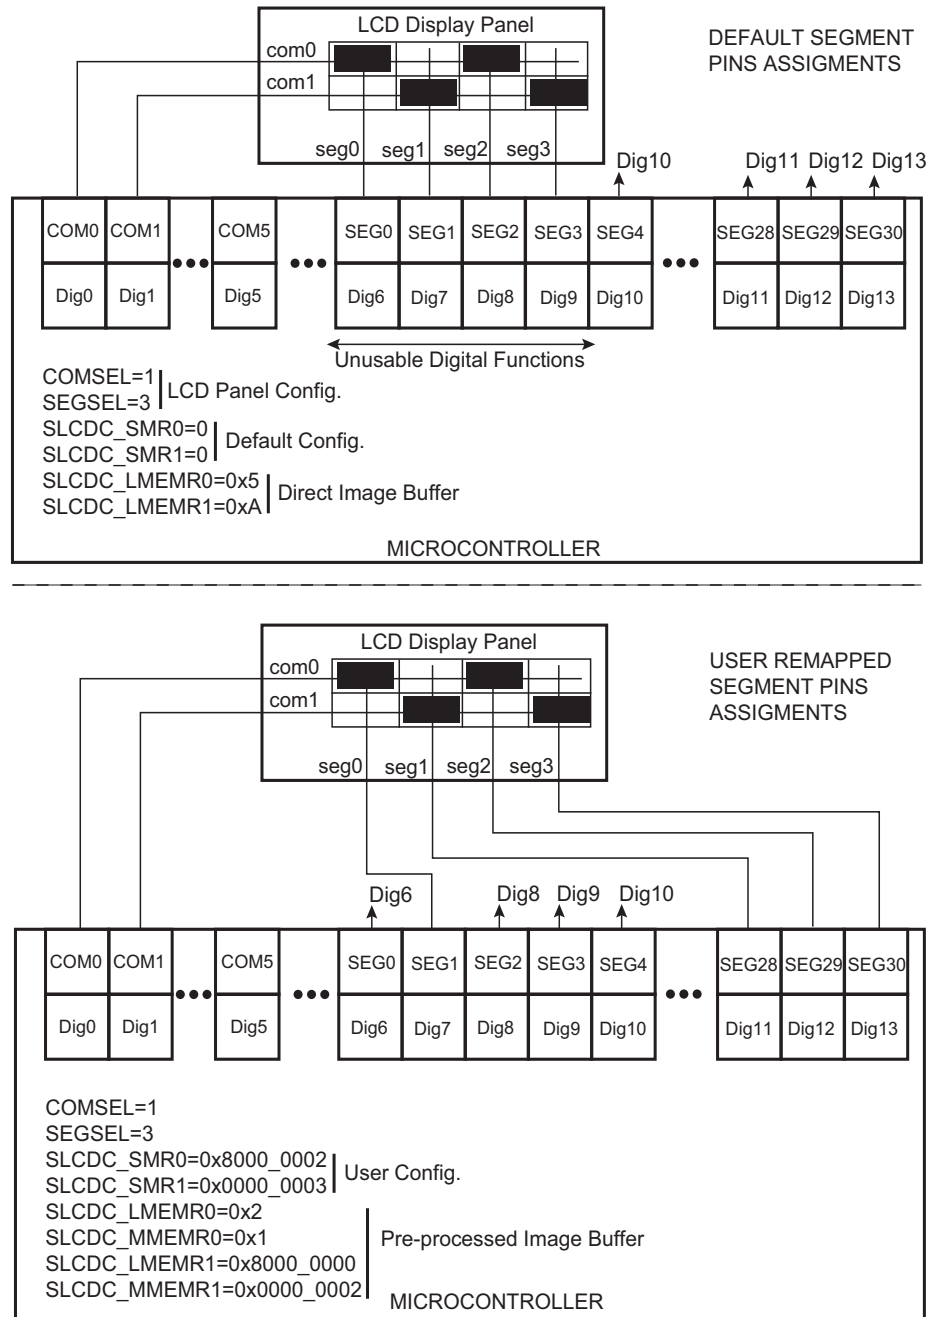 LCD Display Panel
DEFAULT SEGMENT
PINS ASSIGMENTS
com0
com1
seg0 seg1 seg2 seg3
Dig10 Dig11 Dig12 Dig13
COM0 COM1 COM5 SEG0 SEG1 SEG2 SEG3 SEG4 SEG28 SEG29 SEG30
Dig0 Dig1 Dig5 Dig6 Dig7 Dig8 Dig9 Dig10 Dig11 Dig12 Dig13
Unusable Digital Functions
COMSEL=1
SEGSEL=3
LCD Panel Config.
SLCDC_SMR0=0
SLCDC_SMR1=0
Default Config.
SLCDC_LMEMR0=0x5
SLCDC_LMEMR1=0xA
Direct Image Buffer
MICROCONTROLLER
LCD Display Panel
USER REMAPPED
SEGMENT PINS
ASSIGMENTS
com0
com1
seg0 seg1 seg2 seg3
Dig6 Dig8 Dig9 Dig10
COM0 COM1 COM5 SEG0 SEG1 SEG2 SEG3 SEG4 SEG28 SEG29 SEG30
Dig0 Dig1 Dig5 Dig6 Dig7 Dig8 Dig9 Dig10 Dig11 Dig12 Dig13
COMSEL=1
SEGSEL=3
SLCDC_SMR0=0x8000_0002
SLCDC_SMR1=0x0000_0003
User Config.
SLCDC_LMEMR0=0x2
SLCDC_MMEMR0=0x1
SLCDC_LMEMR1=0x8000_0000
SLCDC_MMEMR1=0x0000_0002
Pre-processed Image Buffer
MICROCONTROLLER